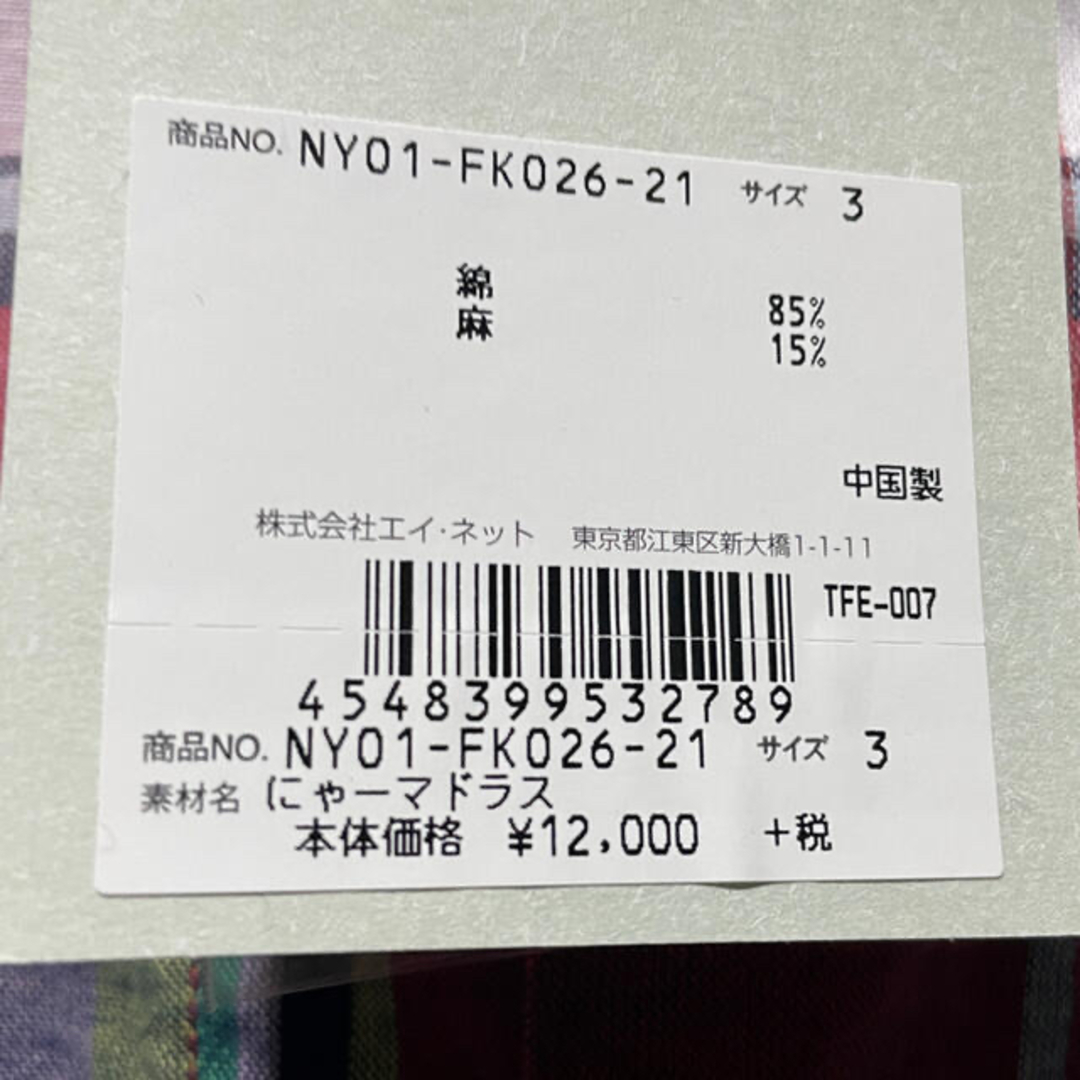 商品NO. NY01-FK026-21 サイズ 3
綿 85%
麻 15%
中国製
株式会社エイ・ネット 東京都江東区新大橋1-1-11
TFE-007
4548399532789
商品NO. NY01-FK026-21 サイズ 3
素材名 にゃーマドラス
本体価格 ¥12,000 +税